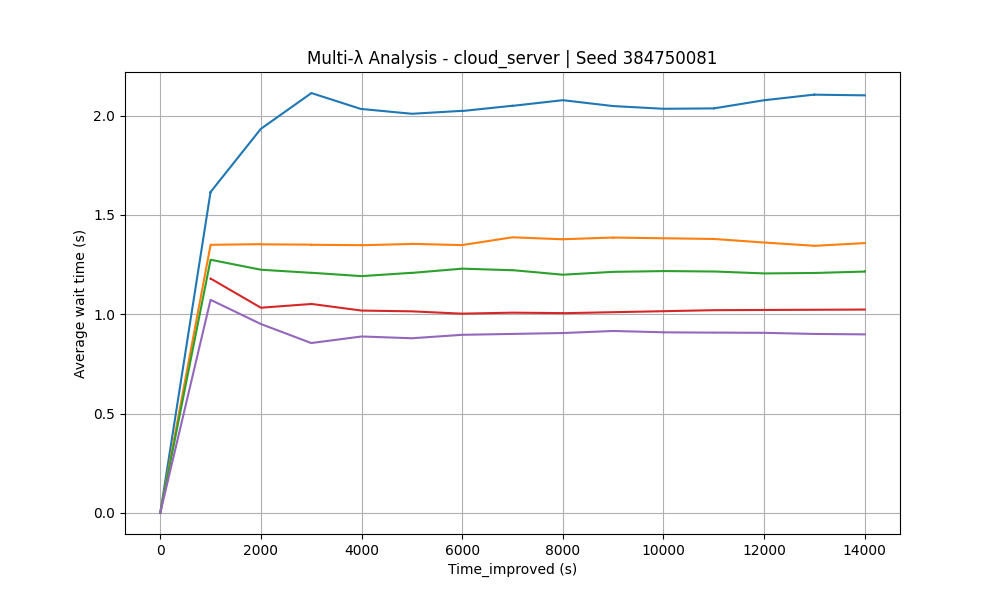 Multi-λ Analysis - cloud_server | Seed 384750081
Average wait time (s)
2.0
1.5
1.0
0.5
0.0
0 2000 4000 6000 8000 10000 12000 14000
Time_improved (s)